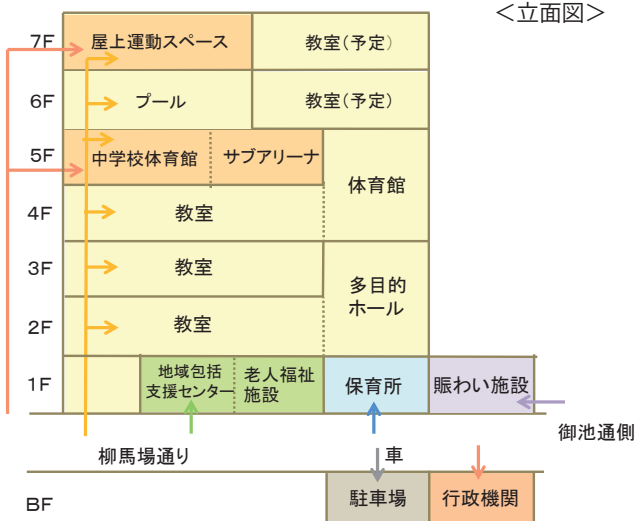 ＜立面図＞
7F
屋上運動スペース
教室(予定)
6F
プール
教室(予定)
5F
中学校体育館
サブアリーナ
体育館
4F
教室
3F
教室
多目的
ホール
2F
教室
1F
地域包括
支援センター
老人福祉
施設
保育所
賑わい施設
御池通側
柳馬場通り
車
BF
駐車場
行政機関